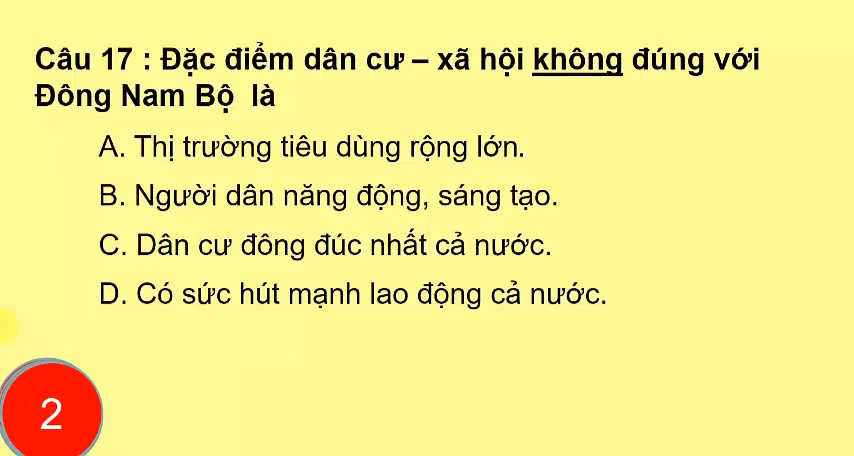 Câu 17 : Đặc điểm dân cư – xã hội không đúng với
Đông Nam Bộ là
A. Thị trường tiêu dùng rộng lớn.
B. Người dân năng động, sáng tạo.
C. Dân cư đông đúc nhất cả nước.
D. Có sức hút mạnh lao động cả nước.
2